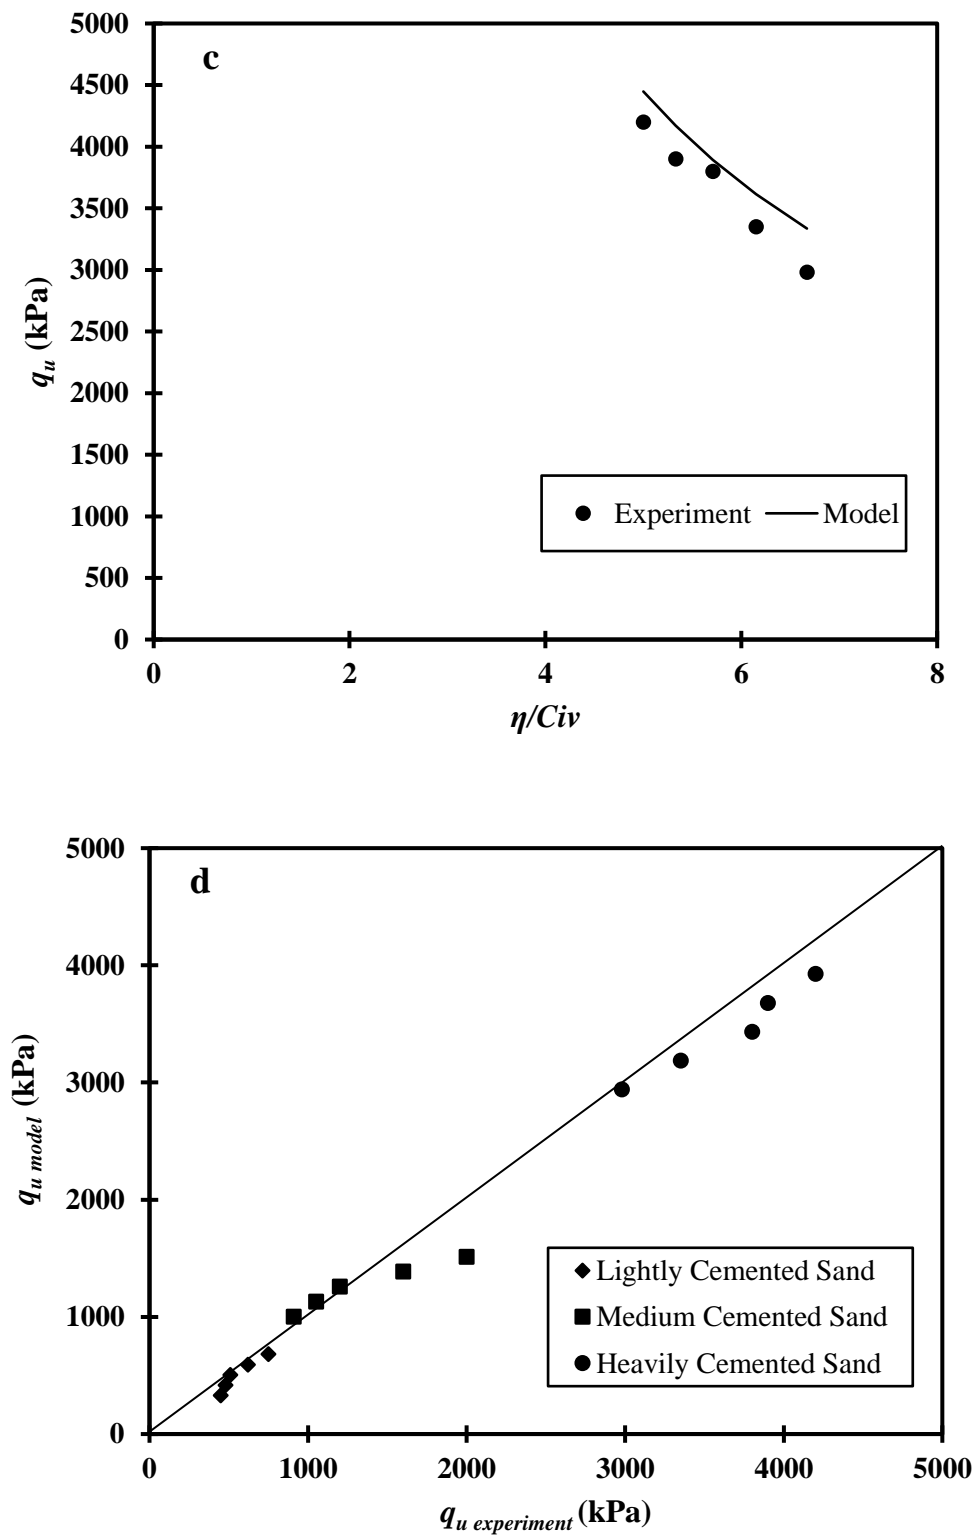 c
5000
4500
4000
3500
3000
2500
2000
1500
1000
500
0
q_u (kPa)
Experiment Model
0 2 4 6 8
η/Civ
d
5000
4000
3000
2000
1000
0
q_u model (kPa)
Lightly Cemented Sand
Medium Cemented Sand
Heavily Cemented Sand
0 1000 2000 3000 4000 5000
q_u experiment (kPa)